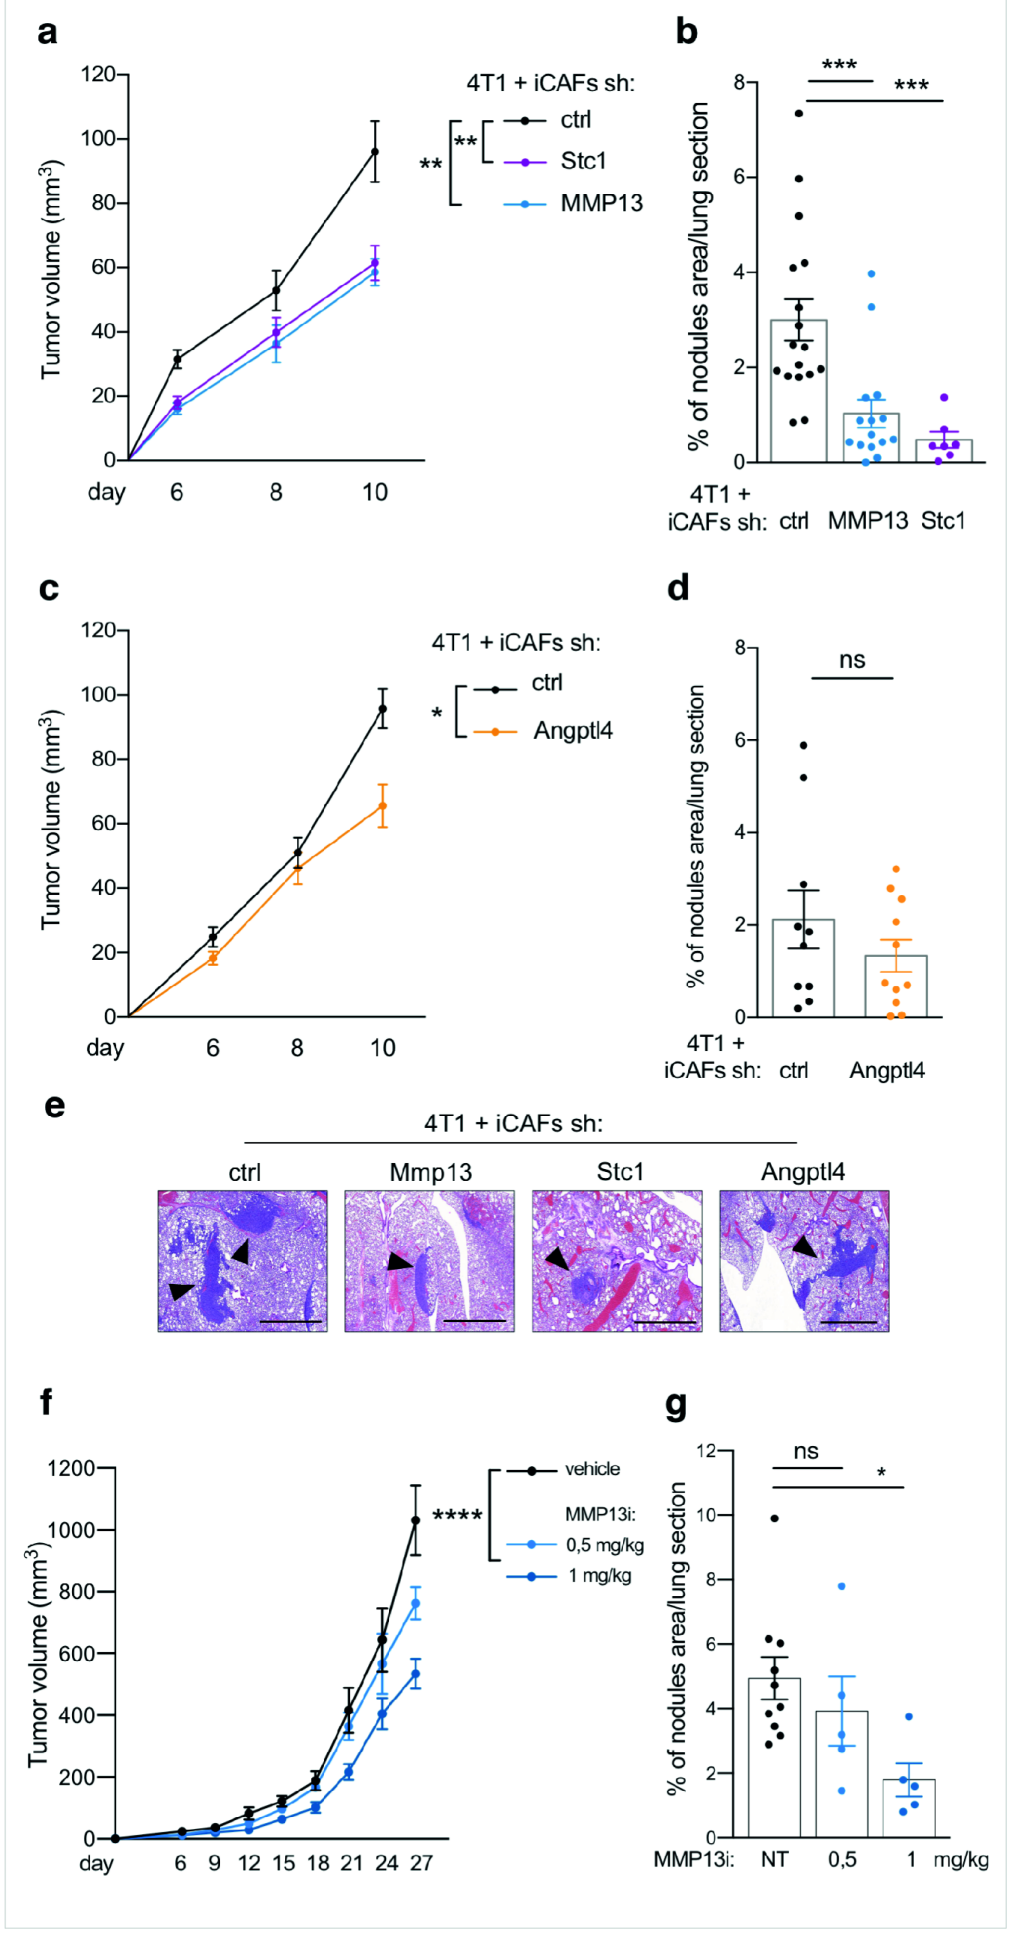 a
120
100
80
60
40
20
0
Tumor volume (mm3)
day 6 8 10
4T1 + iCAFs sh:
ctrl
Stc1
MMP13
**
**
b
8
6
4
2
0
% of nodules area/lung section
***
***
4T1 +
iCAFs sh: ctrl MMP13 Stc1
c
120
100
80
60
40
20
0
Tumor volume (mm3)
day 6 8 10
4T1 + iCAFs sh:
ctrl
Angptl4
*
d
8
6
4
2
0
% of nodules area/lung section
ns
4T1 +
iCAFs sh: ctrl Angptl4
e
4T1 + iCAFs sh:
ctrl Mmp13 Stc1 Angptl4
f
1200
1000
800
600
400
200
0
Tumor volume (mm3)
day 6 9 12 15 18 21 24 27
****
vehicle
MMP13i:
0,5 mg/kg
1 mg/kg
g
12
10
8
6
4
2
0
% of nodules area/lung section
ns
*
MMP13i: NT 0,5 1 mg/kg